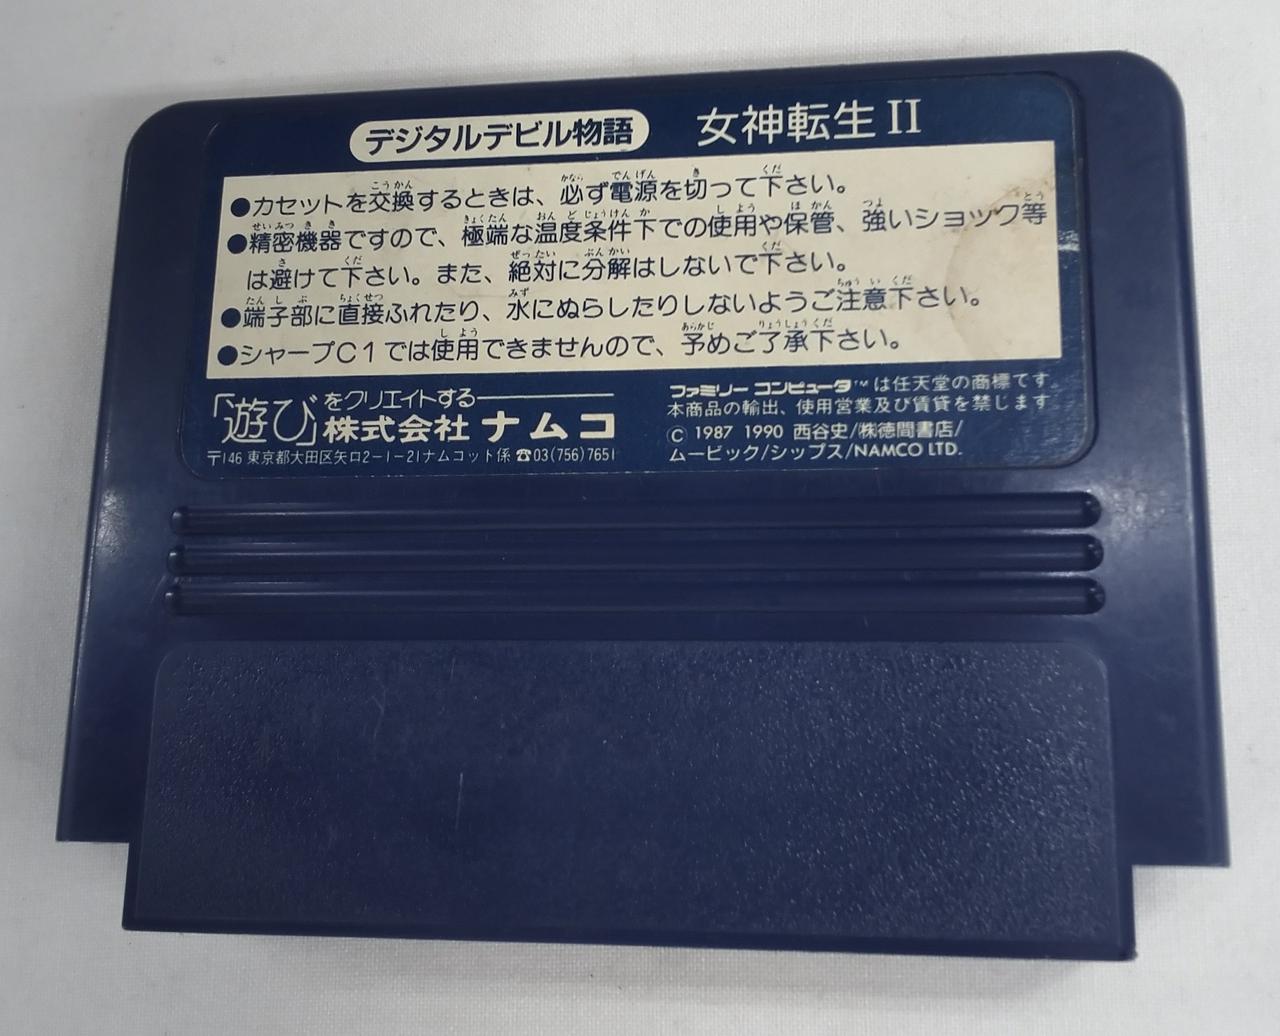 デジタルデビル物語 女神転生II
●カセットを交換するときは、必ず電源を切って下さい。
●精密機器ですので、極端な温度条件下での使用や保管、強いショック等
は避けて下さい。また、絶対に分解はしないで下さい。
●端子部に直接ふれたり、水にぬらしたりしないようご注意下さい。
●シャープC1では使用できませんので、予めご了承下さい。
「遊び」をクリエイトする
株式会社 ナムコ
〒146 東京都大田区矢口2-1-21ナムコット係 ☎03(756)7651
ファミリー コンピュータ™は任天堂の商標です。
本商品の輸出、使用営業及び賃貸を禁じます。
© 1987 1990 西谷史/㈱徳間書店/
ムービック/シップス/NAMCO LTD.